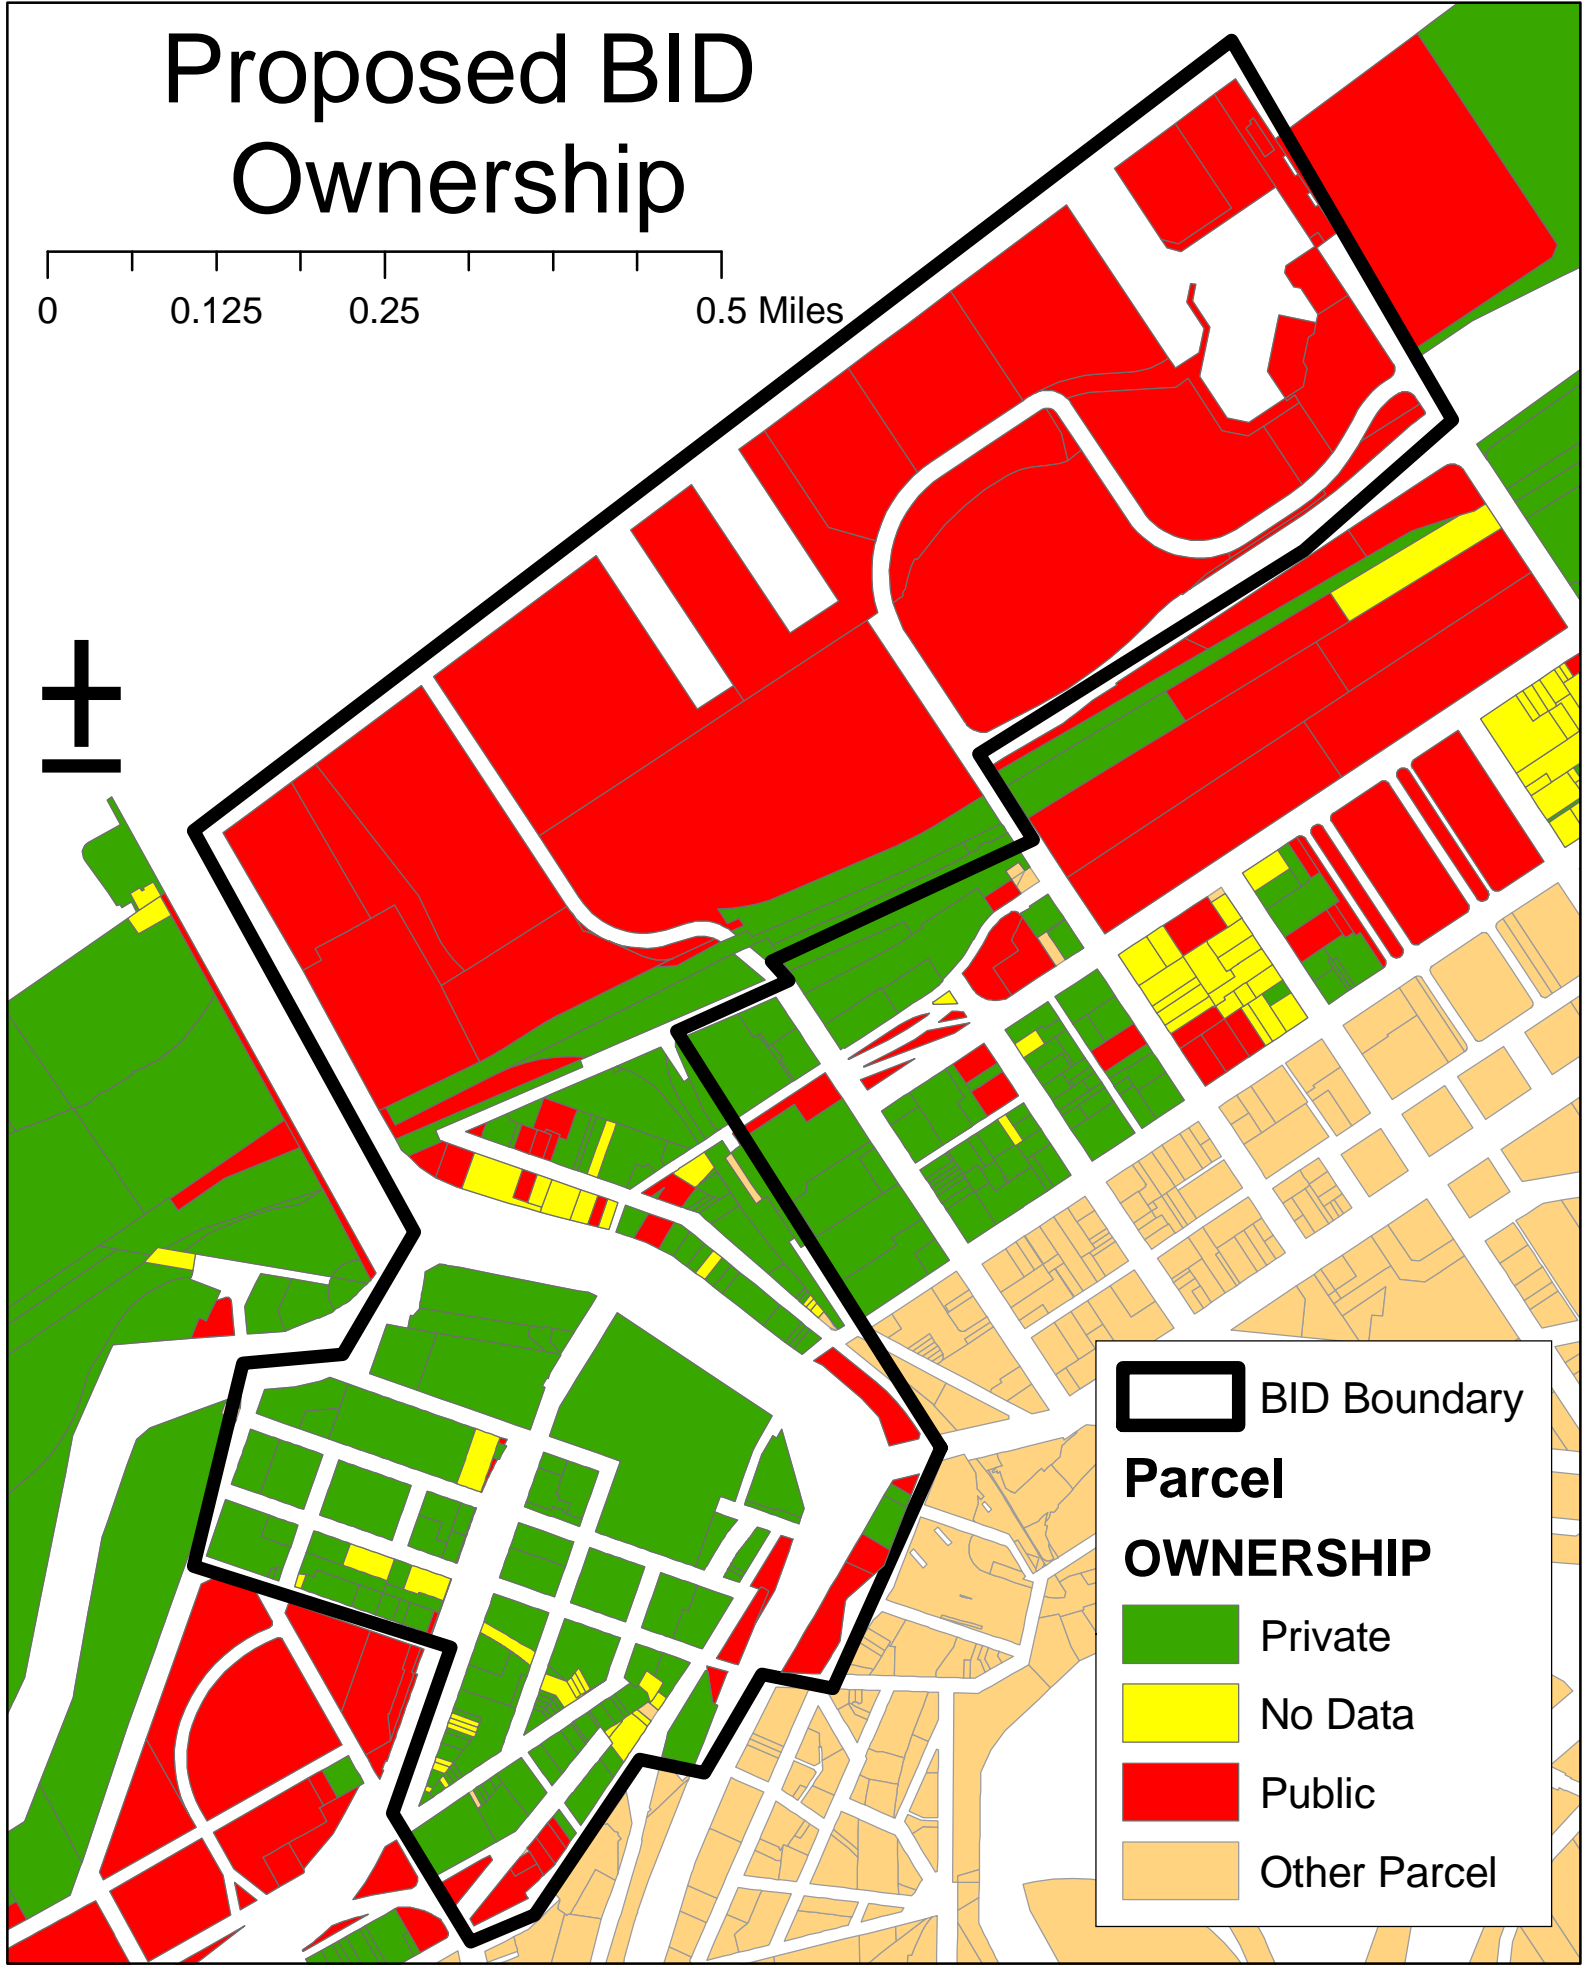 Proposed BID
Ownership
0 0.125 0.25 0.5 Miles
±
BID Boundary
Parcel
OWNERSHIP
Private
No Data
Public
Other Parcel